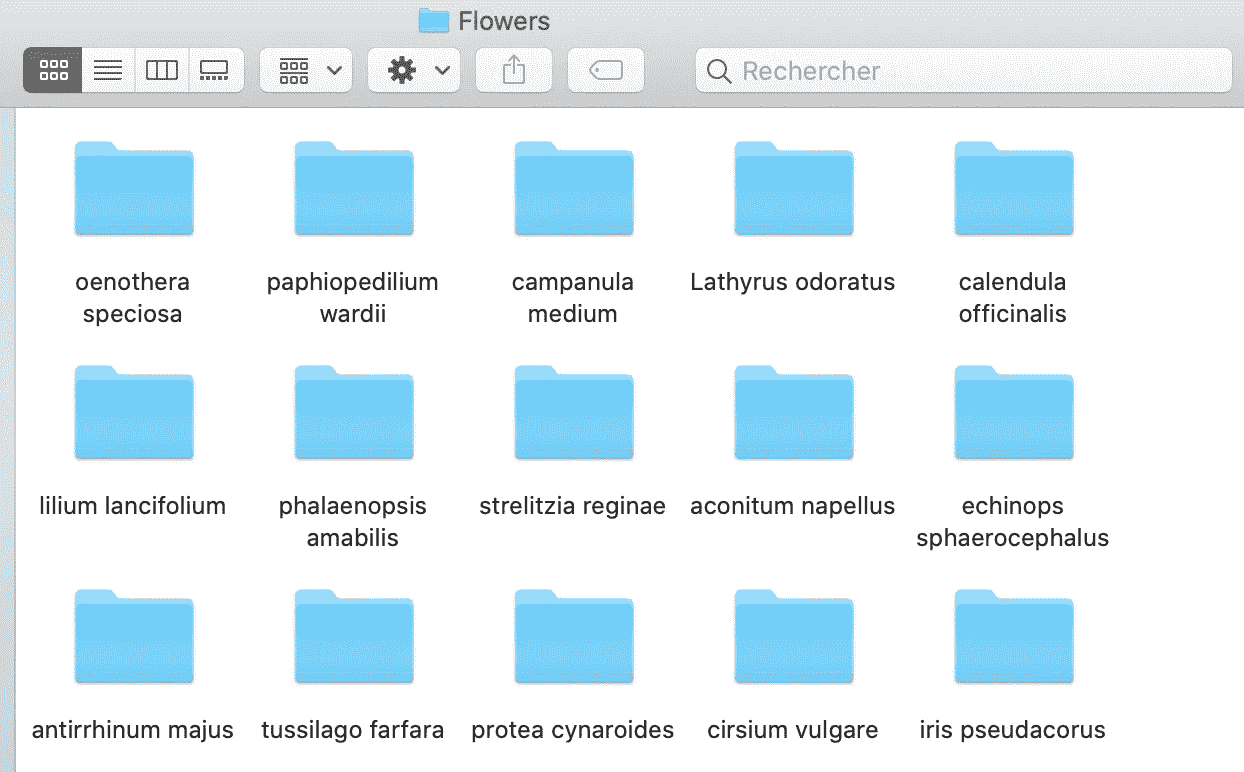 Flowers
Rechercher
oenothera
speciosa
paphiopedilium
wardii
campanula
medium
Lathyrus odoratus
calendula
officinalis
lilium lancifolium
phalaenopsis
amabilis
strelitzia reginae
aconitum napellus
echinops
sphaerocephalus
antirrhinum majus
tussilago farfara
protea cynaroides
cirsium vulgare
iris pseudacorus